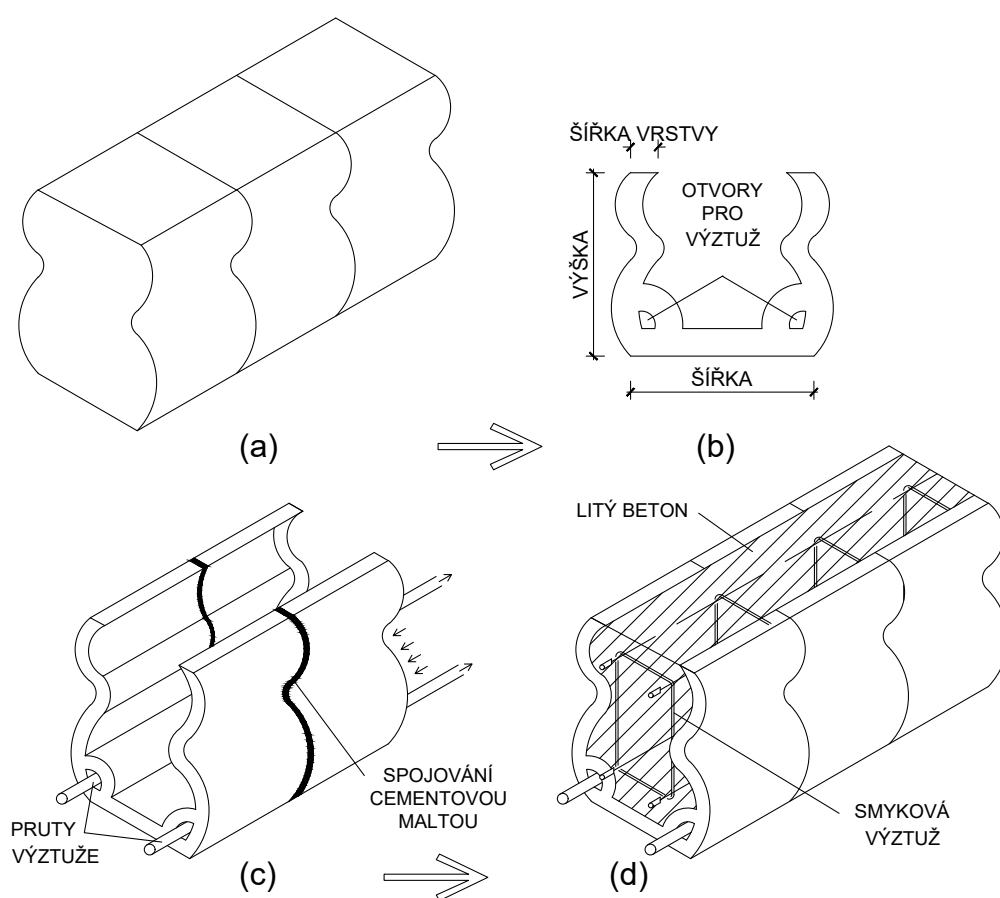 ŠÍŘKA VRSTVY
OTVORY
PRO
VÝZTUŽ
VÝŠKA
ŠÍŘKA
(a)
(b)
LITÝ BETON
SPOJOVÁNÍ
CEMENTOVOU
MALTOU
PRUTY
VÝZTUŽE
SMYKOVÁ
VÝZTUŽ
(c)
(d)